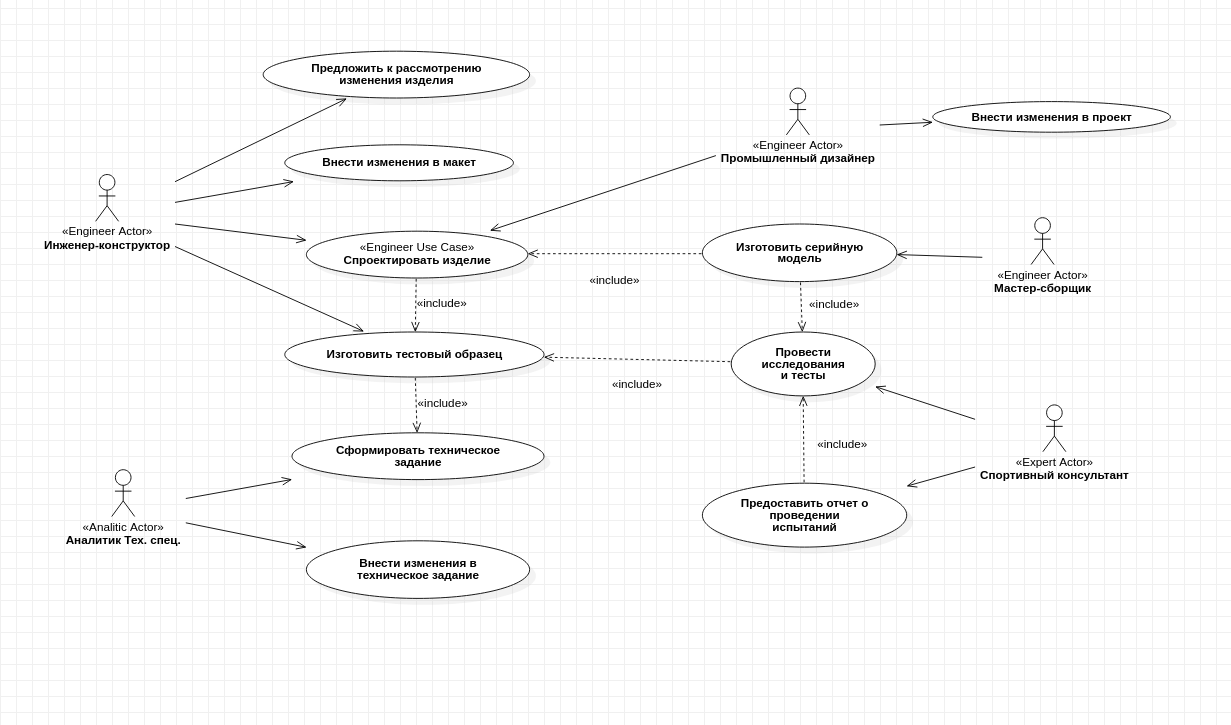 Предложить к рассмотрению
изменения изделия
«Engineer Actor»
Промышленный дизайнер
Внести изменения в проект
Внести изменения в макет
«Engineer Actor»
Инженер-конструктор
«Engineer Use Case»
Спроектировать изделие
«include»
Изготовить серийную
модель
«Engineer Actor»
Мастер-сборщик
«include»
«include»
Изготовить тестовый образец
«include»
Провести
исследования
и тесты
«include»
Сформировать техническое
задание
«include»
«Expert Actor»
Спортивный консультант
«Analitic Actor»
Аналитик Тех. спец.
Предоставить отчет о
проведении
испытаний
Внести изменения в
техническое задание